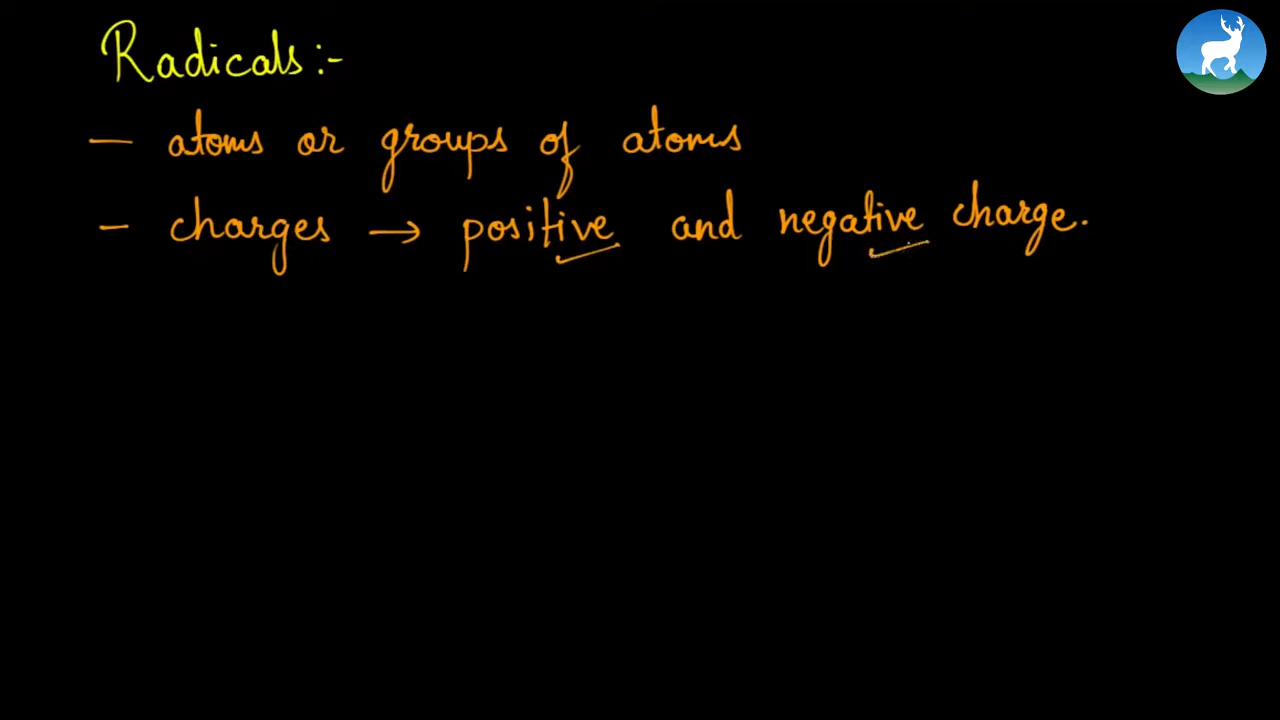 Radicals:-
- atoms or groups of atoms
- charges → positive and negative charge.